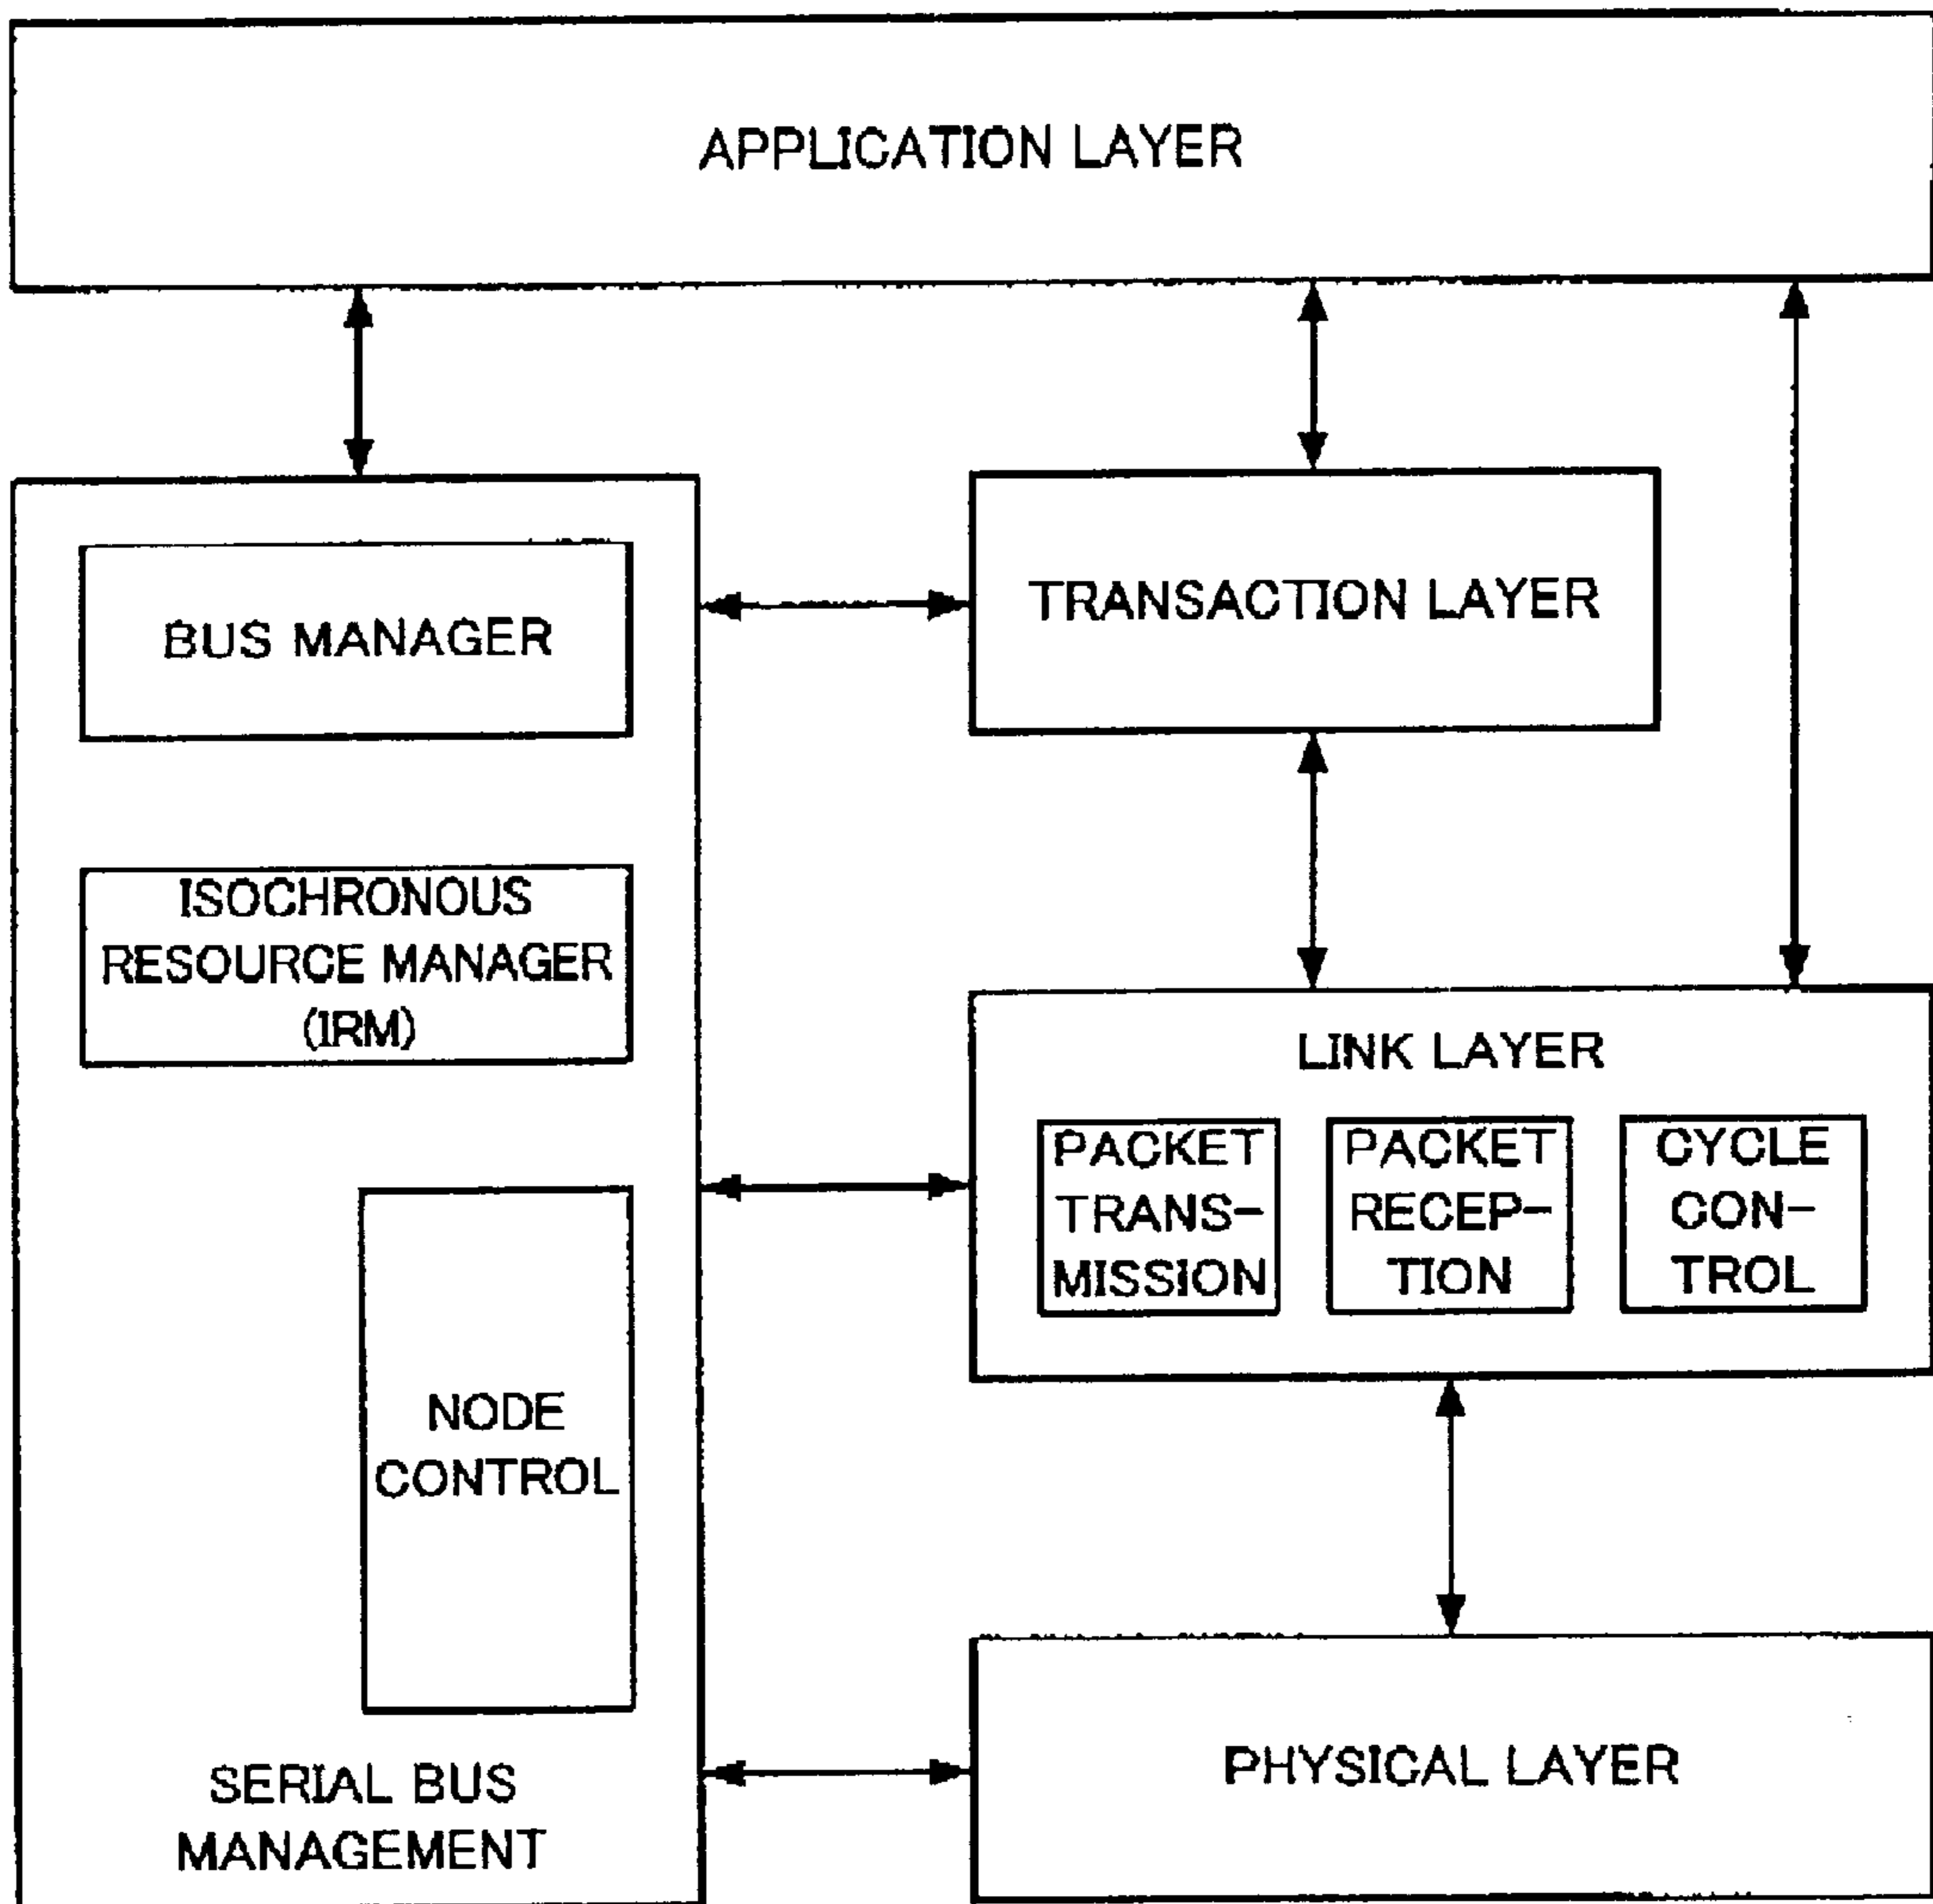 APPLICATION LAYER
BUS MANAGER
TRANSACTION LAYER
ISOCHRONOUS
RESOURCE MANAGER
(IRM)
LINK LAYER
PACKET
TRANS-
MISSION
PACKET
RECEP-
TION
CYCLE
CON-
TROL
NODE
CONTROL
SERIAL BUS
MANAGEMENT
PHYSICAL LAYER